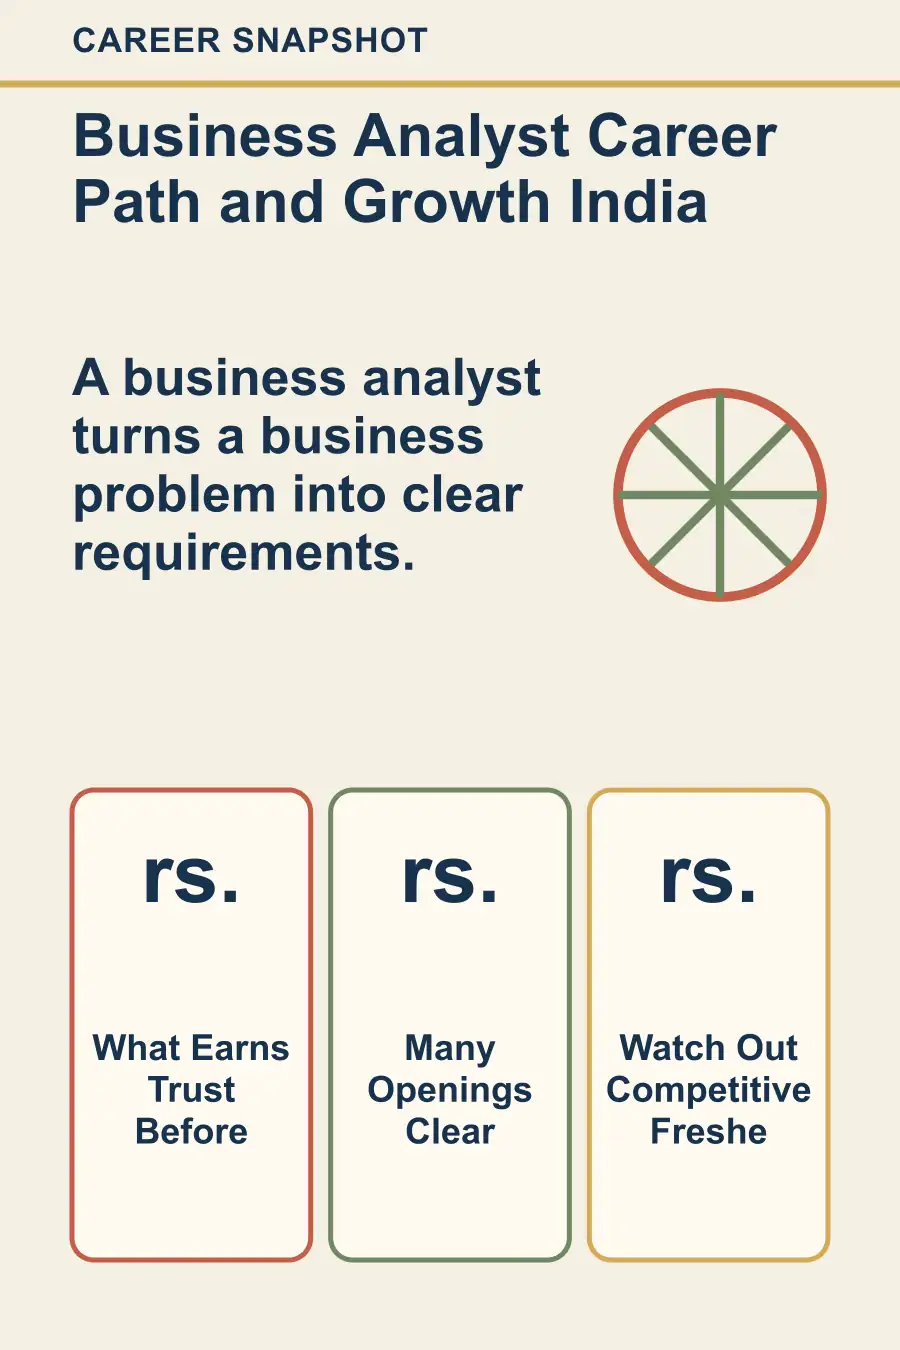 CAREER SNAPSHOT
Business Analyst Career
Path and Growth India
A business analyst
turns a business
problem into clear
requirements.
rs.
What Earns
Trust
Before
rs.
Many
Openings
Clear
rs.
Watch Out
Competitive
Freshe